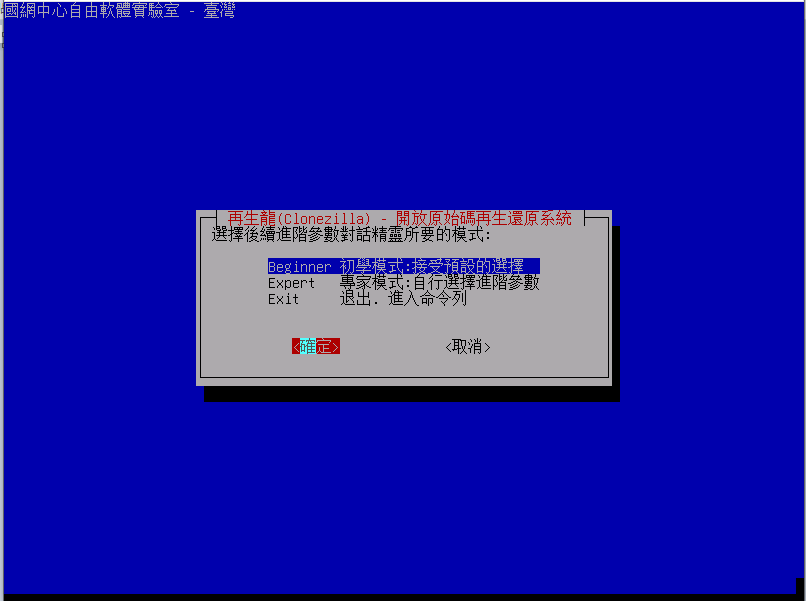 國網中心自由軟體實驗室 - 臺灣
再生龍(Clonezilla) - 開放原始碼再生還原系統
選擇後續進階參數對話精靈所要的模式:
Beginner 初學模式:接受預設的選擇
Expert 專家模式:自行選擇進階參數
Exit 退出. 進入命令列
<確定> <取消>